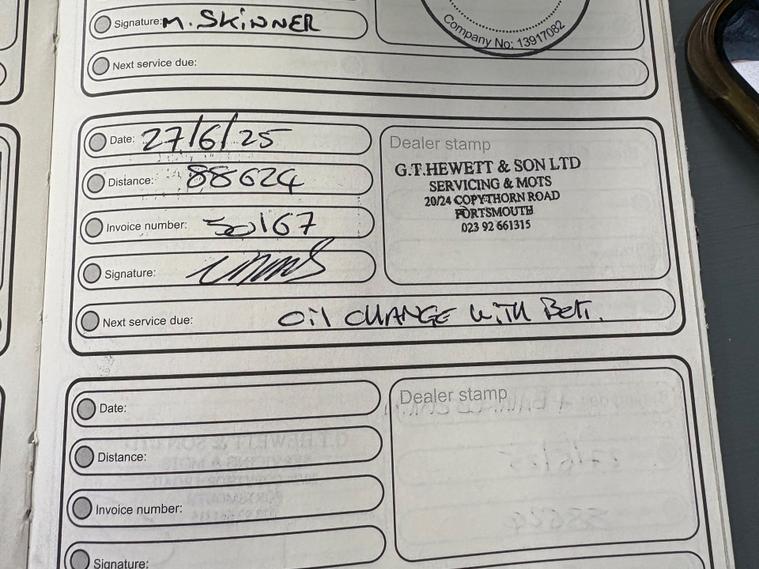 Signature: M. SKINNER
Company No: 13917082
Next service due:
Date: 27/6/25
Distance: 88624
Invoice number: 50167
Signature:
Dealer stamp
G.T.HEWETT & SON LTD
SERVICING & MOTS
20/24 COPYTHORN ROAD
PORTSMOUTH
023 92 661315
Next service due: OIL CHANGE WITH
Date:
Distance:
Invoice number:
Signature:
Dealer stamp